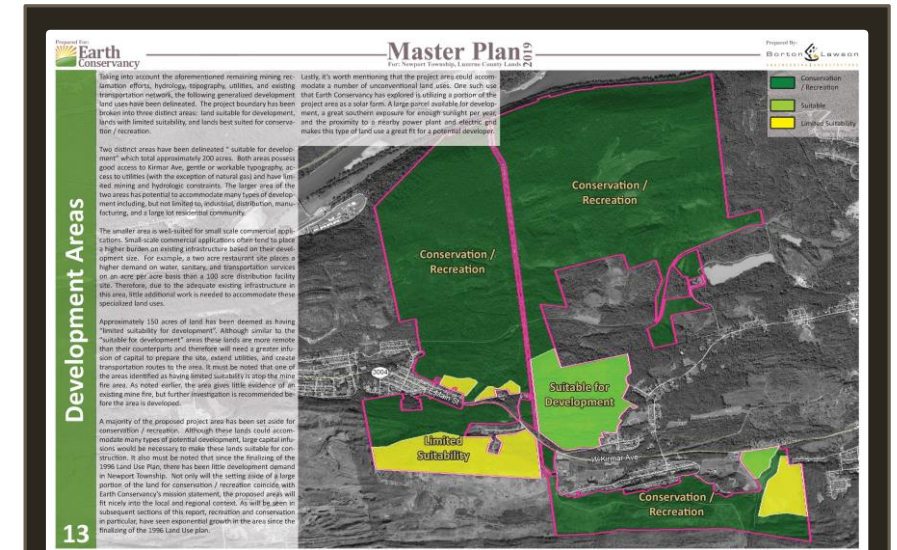 Prepared For:
Earth
Conservancy
Master Plan
2019
For: Newport Township, Luzerne County Lands
Prepared By:
Borton Lawson
Development Areas
13
Taking into account the aforementioned remaining mining rec-
lamation efforts, hydrology, topography, utilities, and existing
transportation network, the following generalized development
land uses have been delineated. The project boundary has been
broken into three distinct areas: land suitable for development,
lands with limited suitability, and lands best suited for conserva-
tion / recreation.
Two distinct areas have been delineated " suitable for develop-
ment" which total approximately 200 acres. Both areas possess
good access to Kirmar Ave, gentle or workable typography, ac-
cess to utilities (with the exception of natural gas) and have lim-
ited mining and hydrologic constraints. The larger area of the
two areas has potential to accommodate many types of develop-
ment including, but not limited to, industrial, distribution, manu-
facturing, and a large lot residential community.
The smaller area is well-suited for small scale commercial appli-
cations. Small-scale commercial applications often tend to place
a higher burden on existing infrastructure based on their devel-
opment size. For example, a two acre restaurant site places a
higher demand on water, sanitary, and transportation services
on an acre per acre basis than a 100 acre distribution facility
site. Therefore, due to the adequate existing infrastructure in
this area, little additional work is needed to accommodate these
specialized land uses.
Approximately 150 acres of land has been deemed as having
"limited suitability for development". Although similar to the
"suitable for development" areas these lands are more remote
than their counterparts and therefore will need a greater infu-
sion of capital to prepare the site, extend utilities, and create
transportation routes to the area. It must be noted that one of
the areas identified as having limited suitability is atop the mine
fire area. As noted earlier, the area gives little evidence of an
existing mine fire, but further investigation is recommended be-
fore the area is developed.
A majority of the proposed project area has been set aside for
conservation / recreation. Although these lands could accom-
modate many types of potential development, large capital infu-
sions would be necessary to make these lands suitable for con-
struction. It also must be noted that since the finalizing of the
1996 Land Use Plan, there has been little development demand
in Newport Township. Not only will the setting aside of a large
portion of the land for conservation / recreation coincide with
Earth Conservancy's mission statement, the proposed areas will
fit nicely into the local and regional context. As will be seen in
subsequent sections of this report, recreation and conservation
in particular, have seen exponential growth in the area since the
finalizing of the 1996 Land Use plan.
Lastly, it's worth mentioning that the project area could accom-
modate a number of unconventional land uses. One such use
that Earth Conservancy has explored is utilizing a portion of the
project area as a solar farm. A large parcel available for develop-
ment, a great southern exposure for enough sunlight per year,
and the proximity to a nearby power plant and electric grid
makes this type of land use a great fit for a potential developer.
Conservation
/ Recreation
Suitable
Limited Suitability
Conservation /
Recreation
Conservation /
Recreation
3004
E Main St
Suitable for
Development
Limited
Suitability
W Kirmar Ave
Conservation /
Recreation